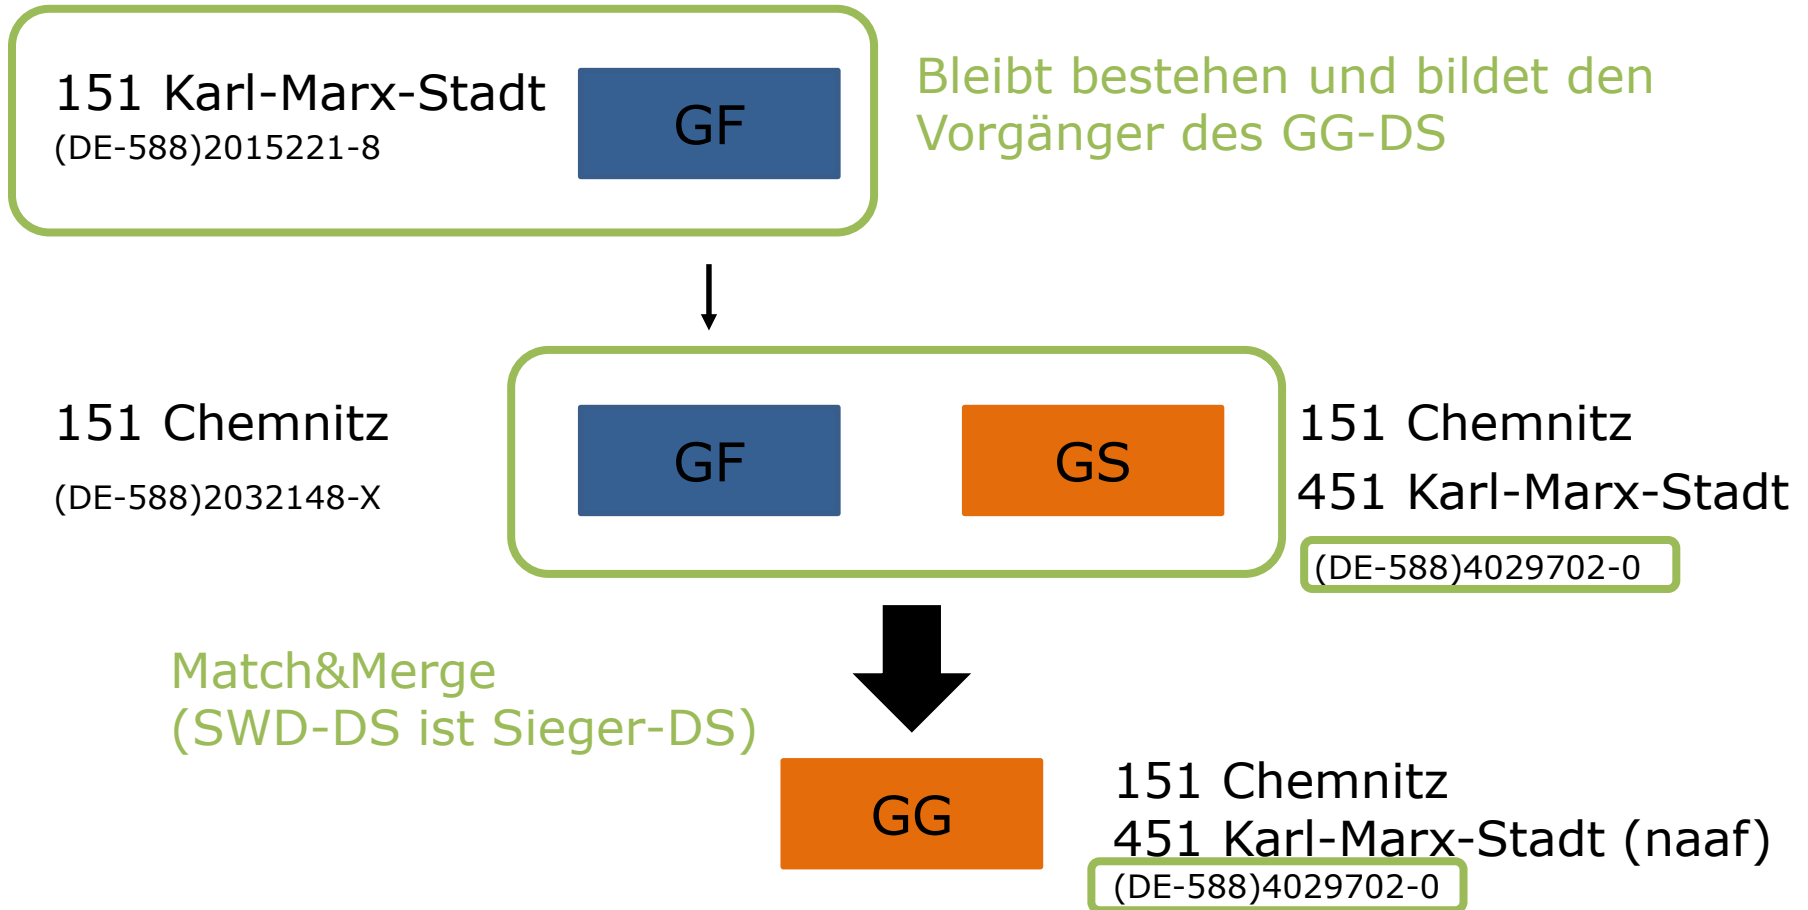 151 Karl-Marx-Stadt
(DE-588)2015221-8
GF
Bleibt bestehen und bildet den
Vorgänger des GG-DS
151 Chemnitz
(DE-588)2032148-X
GF
GS
151 Chemnitz
451 Karl-Marx-Stadt
(DE-588)4029702-0
Match&Merge
(SWD-DS ist Sieger-DS)
GG
151 Chemnitz
451 Karl-Marx-Stadt (naaf)
(DE-588)4029702-0